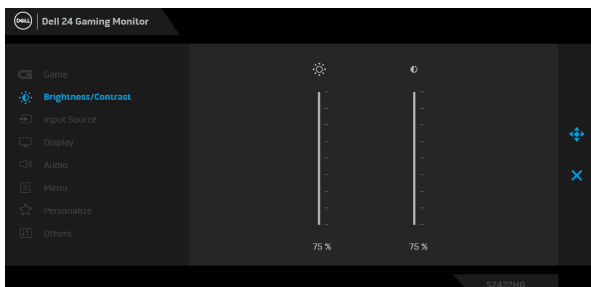 DELL
Dell 24 Gaming Monitor
Game
Brightness/Contrast
Input Source
Display
Audio
Menu
Personalize
Others
75 %
75 %
S2422HG